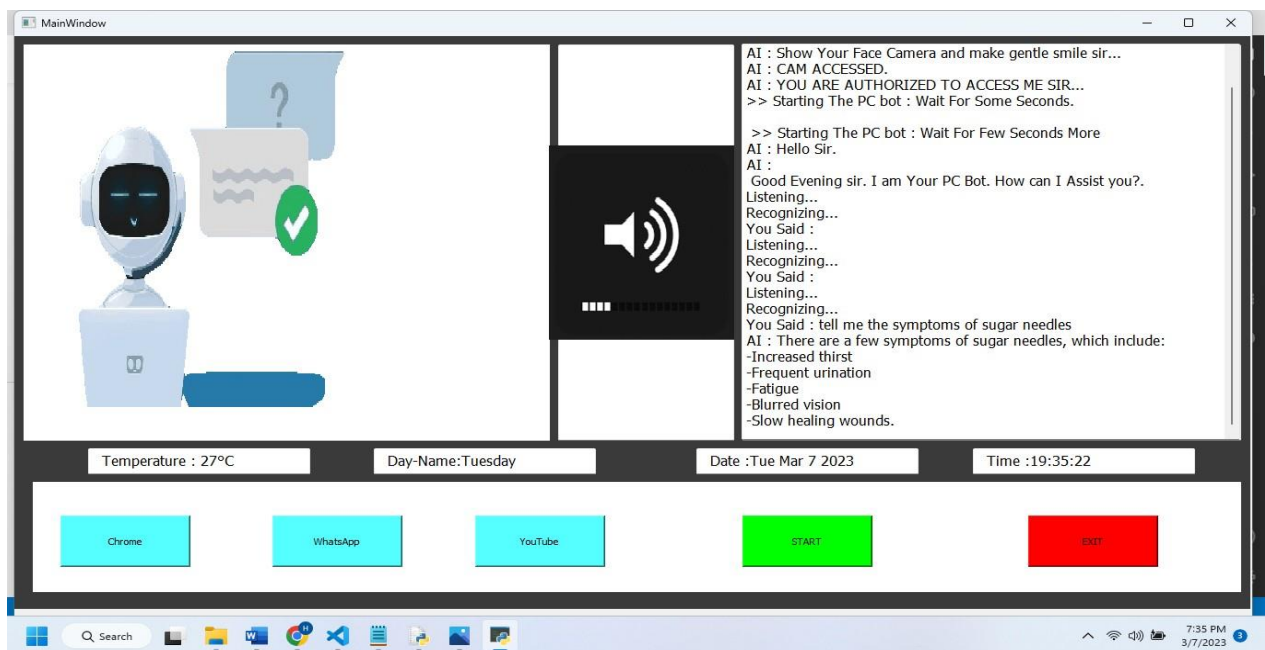 MainWindow
?
AI : Show Your Face Camera and make gentle smile sir...
AI : CAM ACCESSED.
AI : YOU ARE AUTHORIZED TO ACCESS ME SIR...
>> Starting The PC bot : Wait For Some Seconds.
>> Starting The PC bot : Wait For Few Seconds More
AI : Hello Sir.
AI :
Good Evening sir. I am Your PC Bot. How can I Assist you?.
Listening...
Recognizing...
You Said :
Listening...
Recognizing...
You Said :
Listening...
Recognizing...
You Said : tell me the symptoms of sugar needles
AI : There are a few symptoms of sugar needles, which include:
-Increased thirst
-Frequent urination
-Fatigue
-Blurred vision
-Slow healing wounds.
Temperature : 27°C
Day-Name:Tuesday
Date :Tue Mar 7 2023
Time :19:35:22
Chrome
WhatsApp
YouTube
START
EXIT
Search
7:35 PM
3/7/2023
3